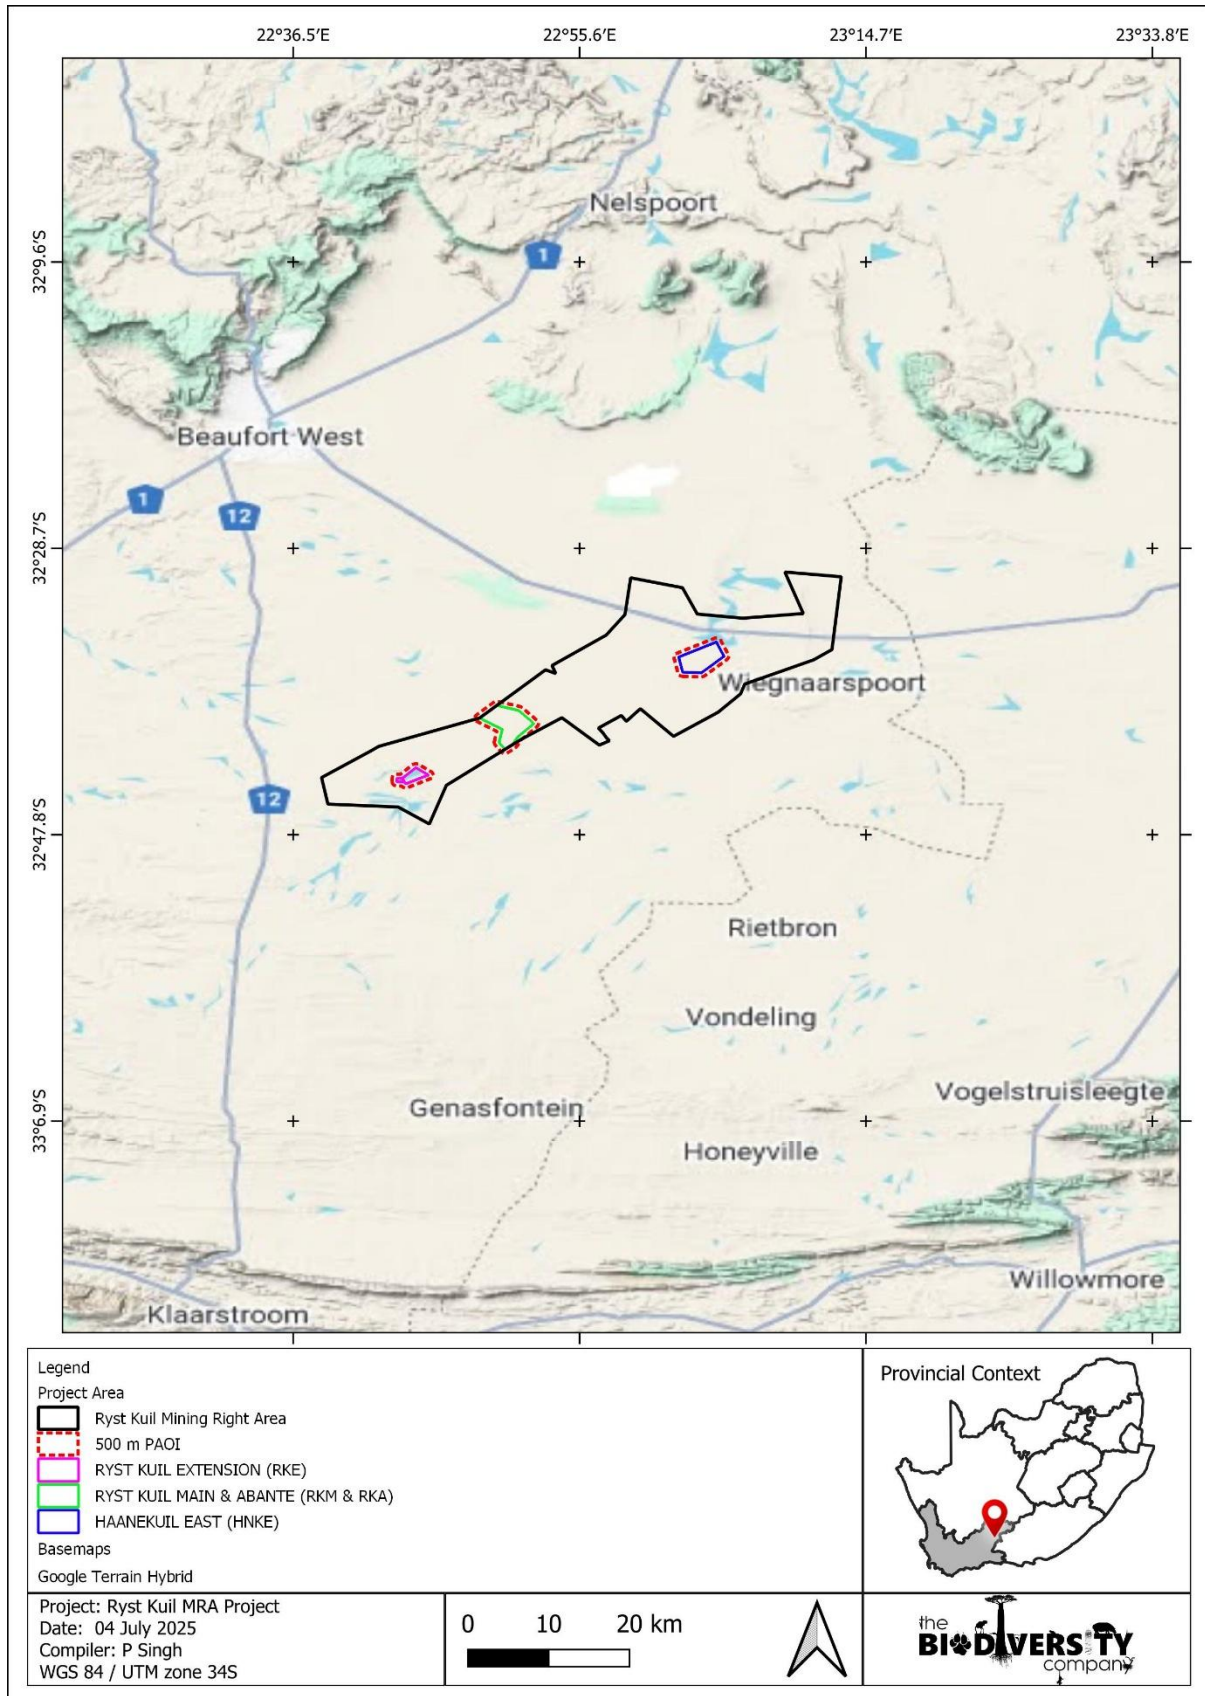 22°36.5'E 22°55.6'E 23°14.7'E 23°33.8'E
Nelspoort
32°9.6'S
1
Beaufort West
1
12
32°28.7'S
Wiegnaarspoort
12
32°47.8'S
Rietbron
Vondeling
Vogelstruisleegte
Genasfontein
33°6.9'S
Honeyville
Willowmore
Klaarstroom
Legend
Project Area
Ryst Kuil Mining Right Area
500 m PAOI
RYST KUIL EXTENSION (RKE)
RYST KUIL MAIN & ABANTE (RKM & RKA)
HAANEKUIL EAST (HNKE)
Basemaps
Google Terrain Hybrid
Provincial Context
Project: Ryst Kuil MRA Project
Date: 04 July 2025
Compiler: P Singh
WGS 84 / UTM zone 34S
0 10 20 km
the
BIODIVERSITY
company